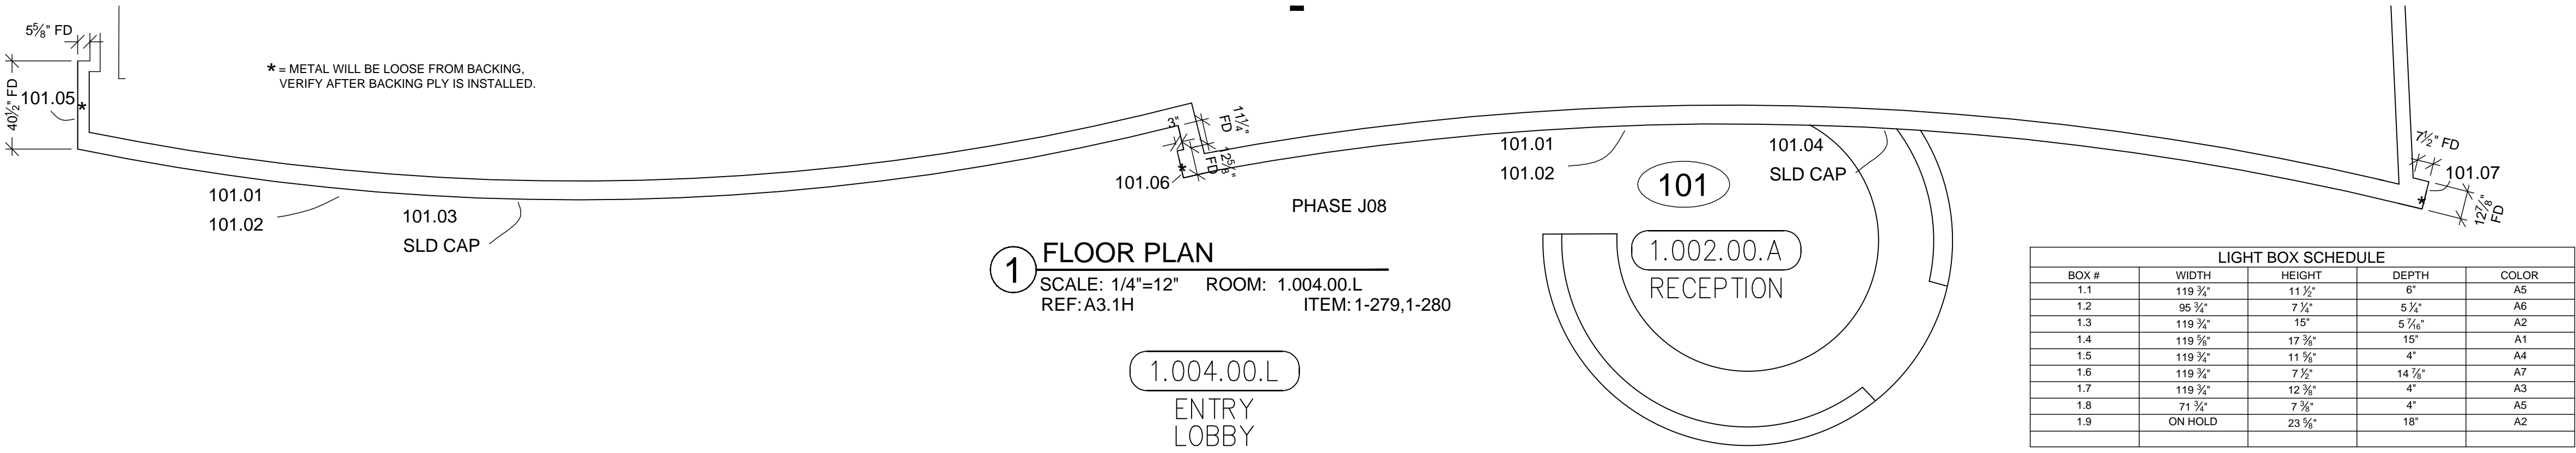 5⅝" FD
40½" FD
101.05
*
* = METAL WILL BE LOOSE FROM BACKING,
VERIFY AFTER BACKING PLY IS INSTALLED.
101.01
101.02
101.03
SLD CAP
3"
11¼"
FD
12⅝"
FD
*
101.06
PHASE J08
101.01
101.02
101.04
SLD CAP
101
7½" FD
101.07
*
12⅞"
FD
1
FLOOR PLAN
SCALE: 1/4"=12" ROOM: 1.004.00.L
REF: A3.1H ITEM: 1-279,1-280
1.002.00.A
RECEPTION
1.004.00.L
ENTRY
LOBBY
LIGHT BOX SCHEDULE
BOX # WIDTH HEIGHT DEPTH COLOR
1.1 119 ¾" 11 ½" 6" A5
1.2 95 ¾" 7 ¼" 5 ¼" A6
1.3 119 ¾" 15" 5 7/16" A2
1.4 119 ⅝" 17 ⅜" 15" A1
1.5 119 ¾" 11 ⅝" 4" A4
1.6 119 ¾" 7 ½" 14 ⅞" A7
1.7 119 ¾" 12 ⅜" 4" A3
1.8 71 ¾" 7 ⅜" 4" A5
1.9 ON HOLD 23 ⅝" 18" A2